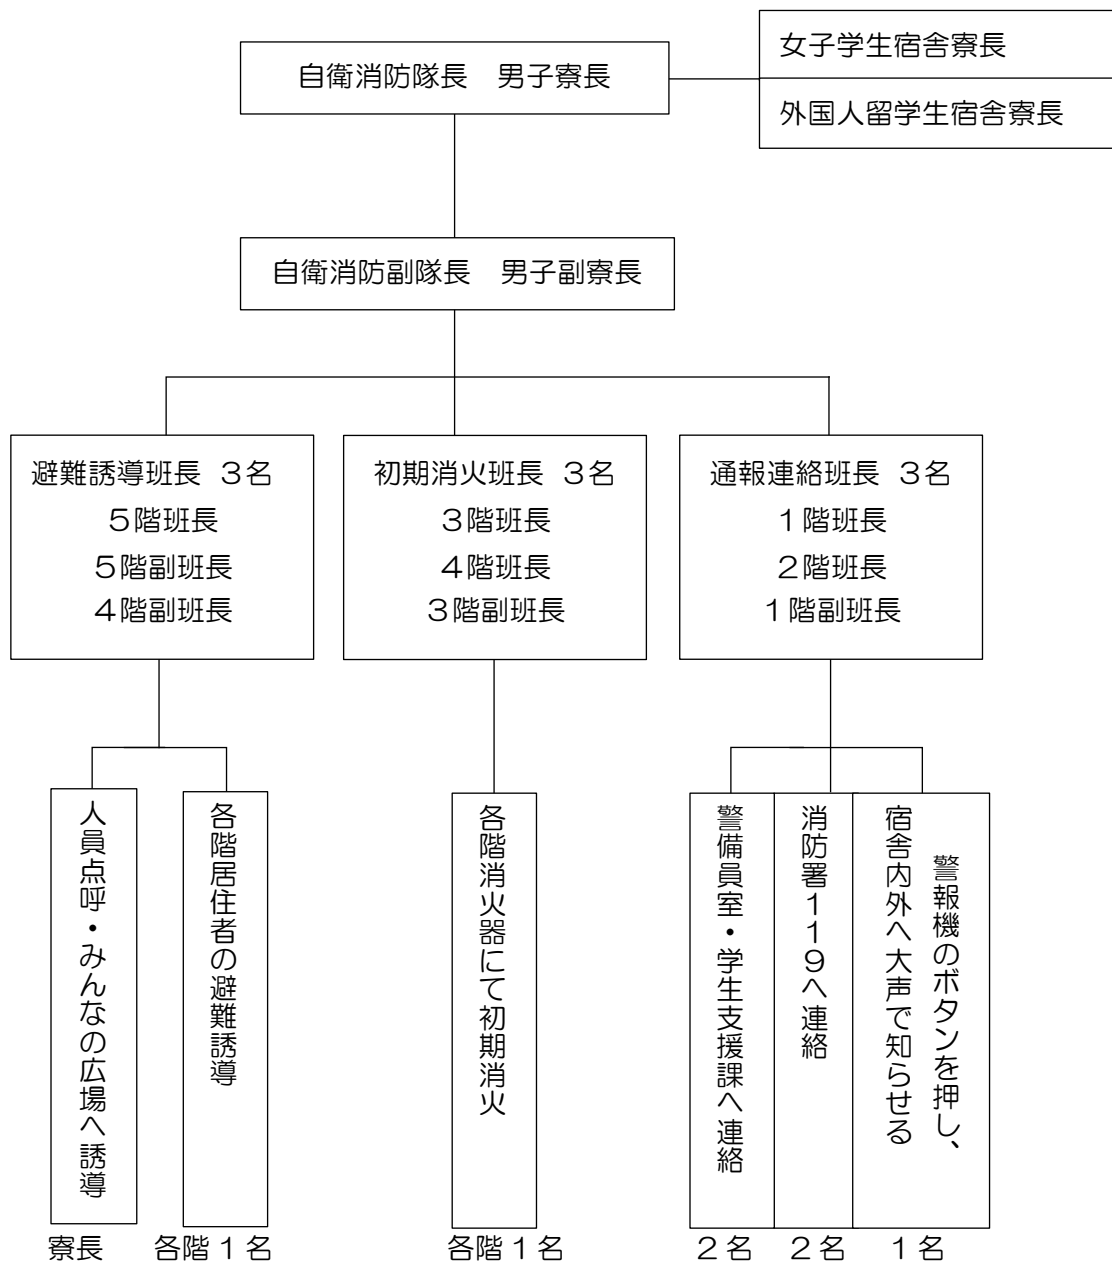 自衛消防隊長　男子寮長
女子学生宿舎寮長
外国人留学生宿舎寮長
自衛消防副隊長　男子副寮長
避難誘導班長 ３名
５階班長
５階副班長
４階副班長
初期消火班長 ３名
３階班長
４階班長
３階副班長
通報連絡班長 ３名
１階班長
２階班長
１階副班長
人員点呼・みんなの広場へ誘導
各階居住者の避難誘導
各階消火器にて初期消火
警備員室・学生支援課へ連絡
消防署１１９へ連絡
警報機のボタンを押し、
宿舎内外へ大声で知らせる
寮長
各階１名
各階１名
２名
２名
１名